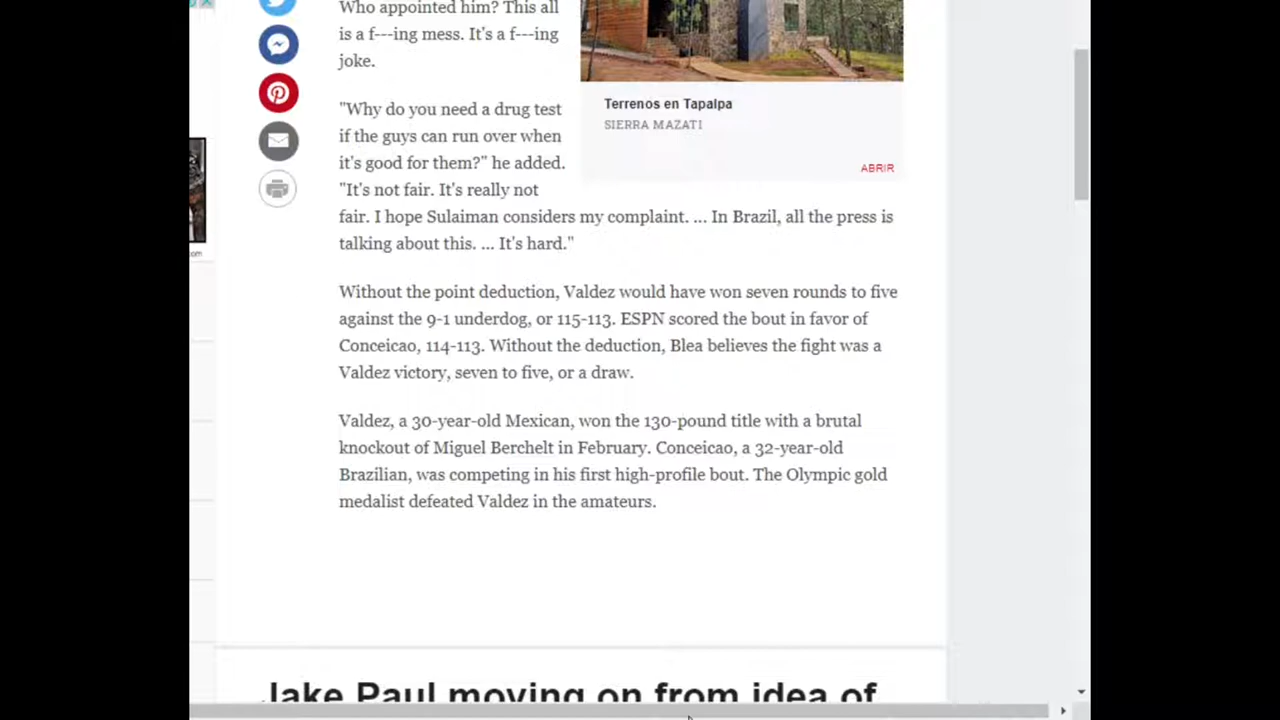 Who appointed him? This all
is a f---ing mess. It's a f---ing
joke.
"Why do you need a drug test
if the guys can run over when
it's good for them?" he added.
"It's not fair. It's really not
fair. I hope Sulaiman considers my complaint. ... In Brazil, all the press is
talking about this. ... It's hard."
Terrenos en Tapalpa
SIERRA MAZATI
ABRIR
com
Without the point deduction, Valdez would have won seven rounds to five
against the 9-1 underdog, or 115-113. ESPN scored the bout in favor of
Conceicao, 114-113. Without the deduction, Blea believes the fight was a
Valdez victory, seven to five, or a draw.
Valdez, a 30-year-old Mexican, won the 130-pound title with a brutal
knockout of Miguel Berchelt in February. Conceicao, a 32-year-old
Brazilian, was competing in his first high-profile bout. The Olympic gold
medalist defeated Valdez in the amateurs.
Jake Paul moving on from idea of